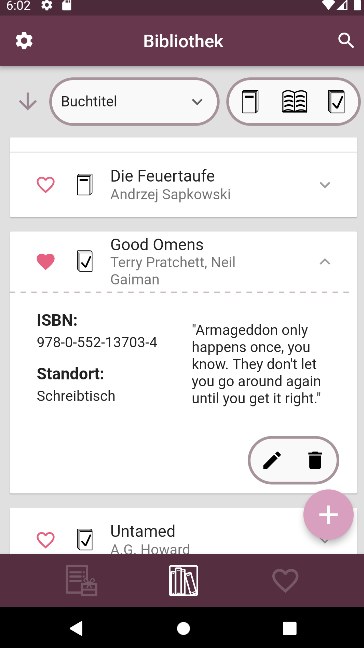 6:02
Bibliothek
Buchtitel
Die Feuertaufe
Andrzej Sapkowski
Good Omens
Terry Pratchett, Neil
Gaiman
ISBN:
978-0-552-13703-4
Standort:
Schreibtisch
"Armageddon only
happens once, you
know. They don't let
you go around again
until you get it right."
Untamed
A.G. Howard